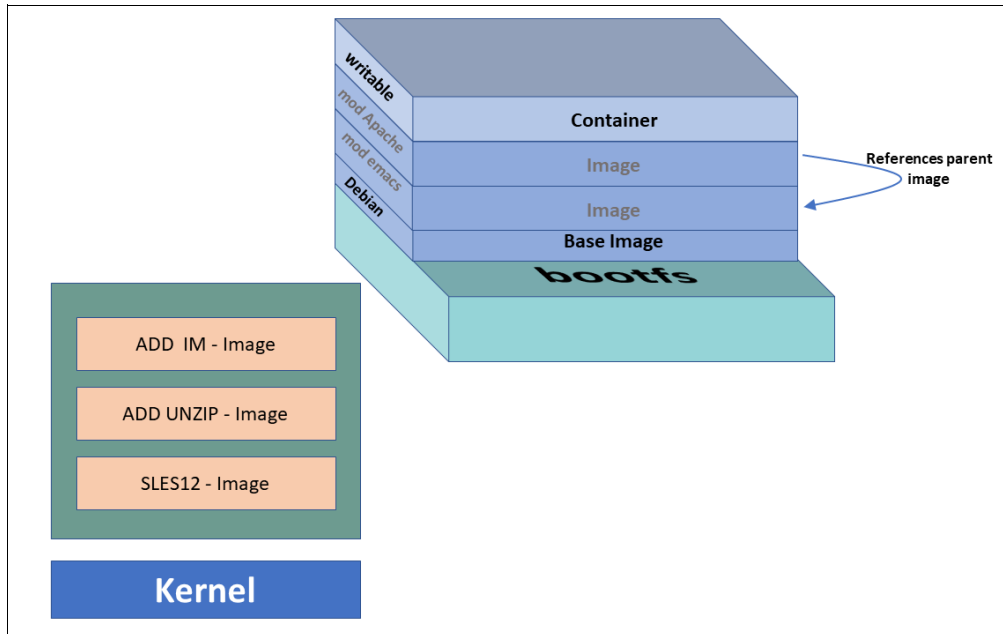 writable
mod Apache
mod emacs
Debian
Container
Image
Image
Base Image
bootfs
References parent
image
ADD  IM - Image
ADD UNZIP - Image
SLES12 - Image
Kernel